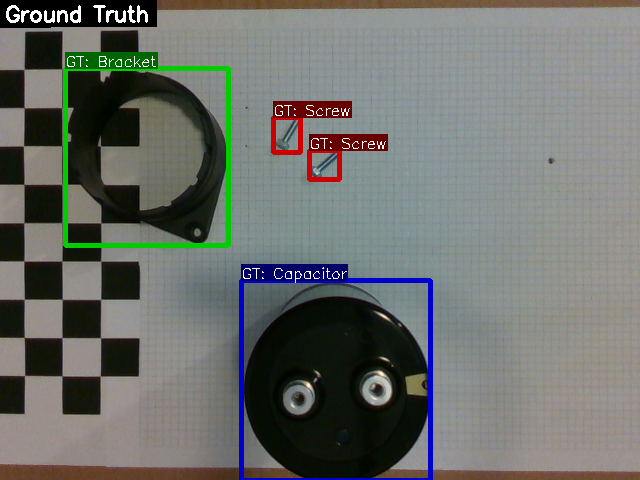 Ground Truth
GT: Bracket
GT: Screw
GT: Screw
GT: Capacitor